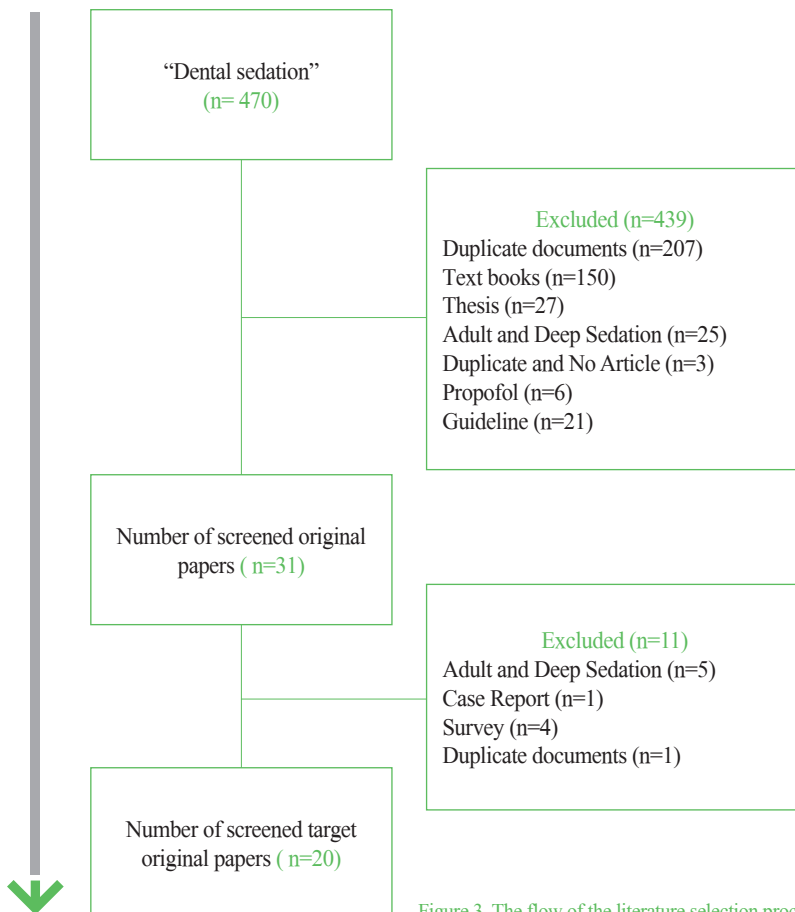 “Dental sedation”
(n= 470)
Excluded (n=439)
Duplicate documents (n=207)
Text books (n=150)
Thesis (n=27)
Adult and Deep Sedation (n=25)
Duplicate and No Article (n=3)
Propofol (n=6)
Guideline (n=21)
Number of screened original
papers ( n=31)
Excluded (n=11)
Adult and Deep Sedation (n=5)
Case Report (n=1)
Survey (n=4)
Duplicate documents (n=1)
Number of screened target
original papers ( n=20)
Figure 3. The flow of the literature selection